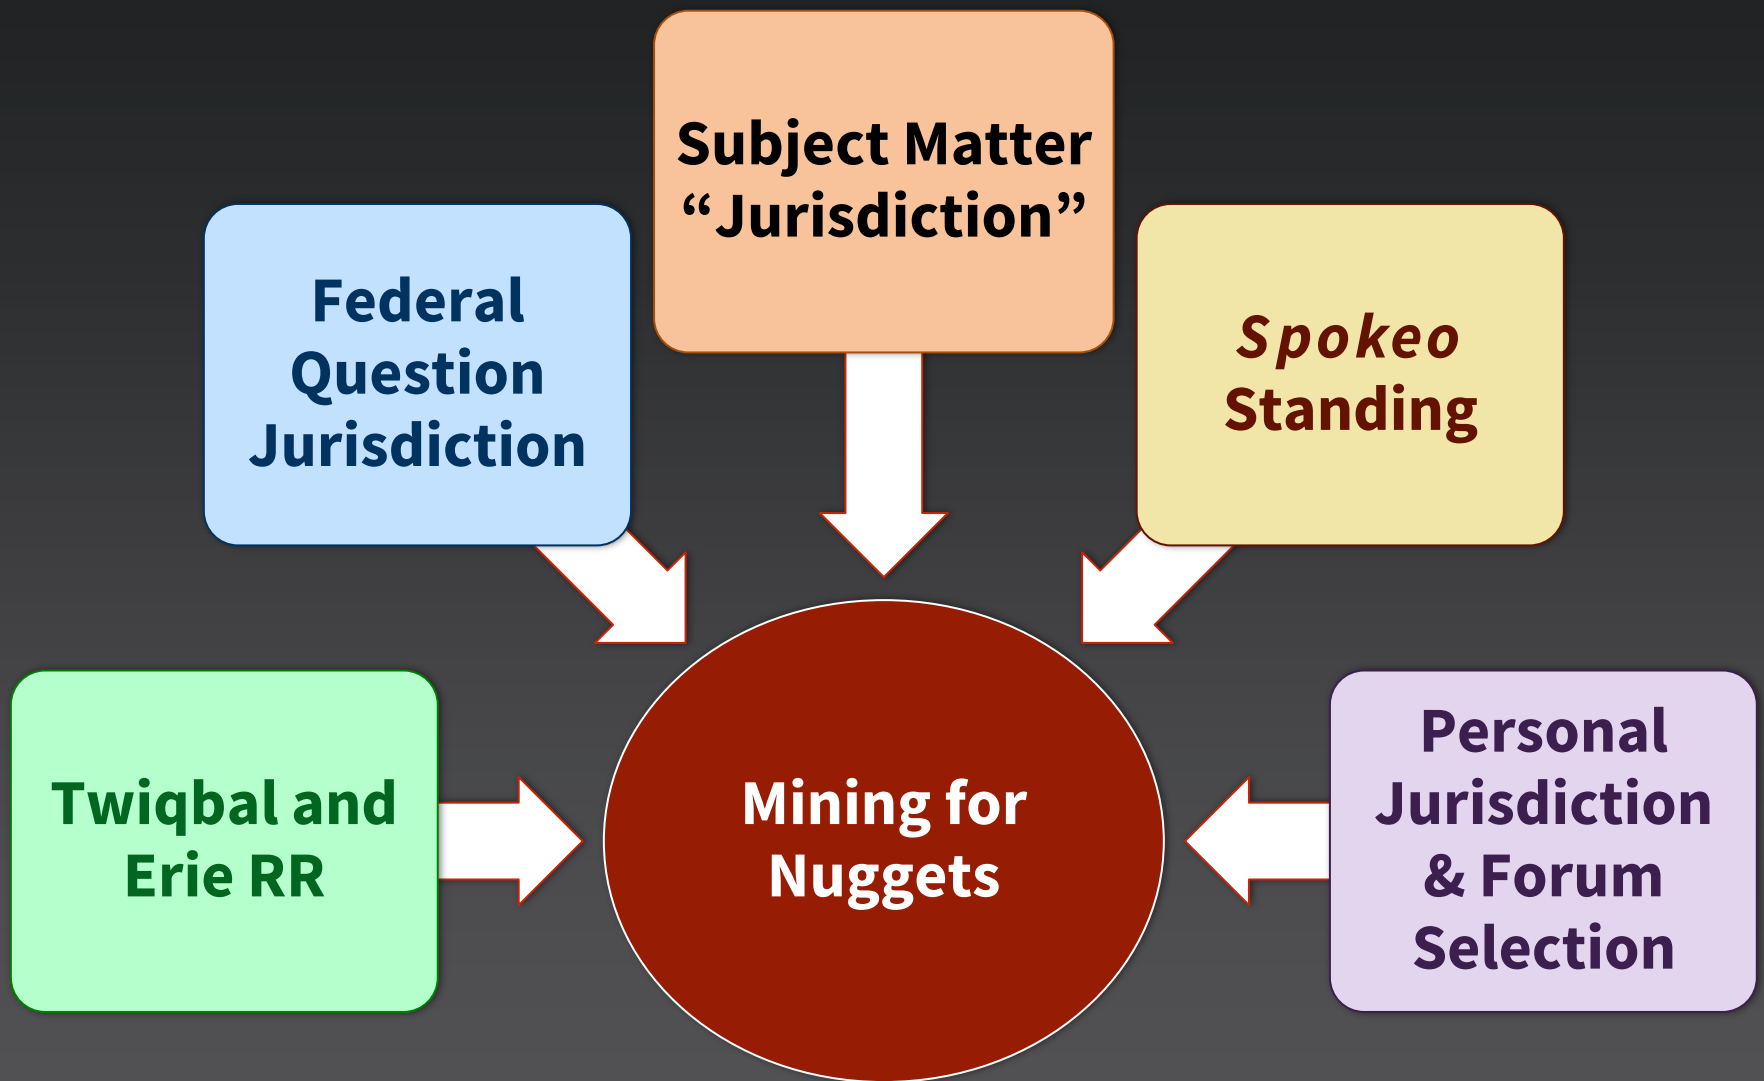 Subject Matter
“Jurisdiction”
Federal
Question
Jurisdiction
Spokeo
Standing
Twiqbal and
Erie RR
Mining for
Nuggets
Personal
Jurisdiction
& Forum
Selection